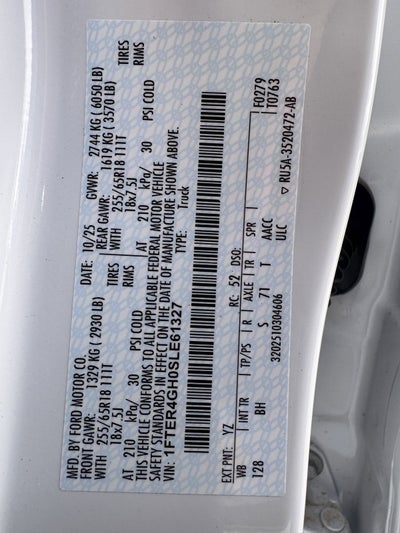 MFD. BY FORD MOTOR CO.
DATE: 10/25
GVWR: 2744 KG ( 6050 LB)
FRONT GAWR: 1329 KG ( 2930 LB)
REAR GAWR: 1619 KG ( 3570 LB)
WITH 255/65R18 111T TIRES
WITH 255/65R18 111T TIRES
18x7.5J RIMS
18x7.5J RIMS
AT 210 kPa/ 30 PSI COLD
AT 210 kPa/ 30 PSI COLD
THIS VEHICLE CONFORMS TO ALL APPLICABLE FEDERAL MOTOR VEHICLE
SAFETY STANDARDS IN EFFECT ON THE DATE OF MANUFACTURE SHOWN ABOVE.
VIN: 1FTER4GH0SLE61327
TYPE: Truck
F0279
T0763
EXT PNT: YZ RC: 52 DSO:
WB INT TR TP/PS R AXLE TR SPR
128 BH S 71 T AACC
ULC
3202510304606
▽ RU5A-3520472-AB